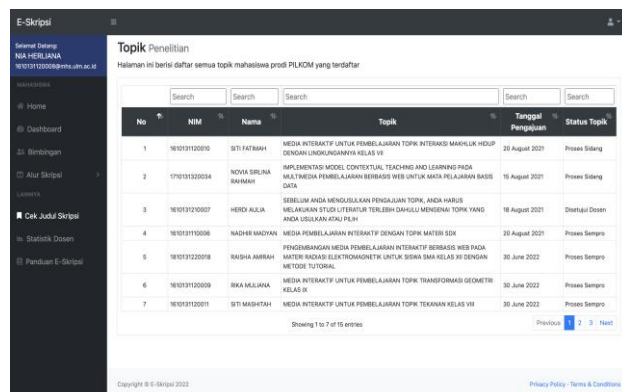 E-Skripsi
Selamat Datang:
NIA HERLIANA
1610131120008@mhs.ulm.ac.id
MAHASISWA
Home
Dashboard
Bimbingan
Alur Skripsi
LAINNYA
Cek Judul Skripsi
Statistik Dosen
Panduan E-Skripsi
Topik Penelitian
Halaman ini berisi daftar semua topik mahasiswa prodi PILKOM yang terdaftar
Search Search Search Search Search
No NIM Nama Topik Tanggal Pengajuan Status Topik
1 1610131120010 SITI FATIMAH MEDIA INTERAKTIF UNTUK PEMBELAJARAN TOPIK INTERAKSI MAKHLUK HIDUP 20 August 2021 Proses Sidang
DENGAN LINGKUNGANNYA KELAS VII
2 1710131320034 NOVIA SIRLINA RAHMAH IMPLEMENTASI MODEL CONTEXTUAL TEACHING AND LEARNING PADA 15 August 2021 Proses Sidang
MULTIMEDIA PEMBELAJARAN BERBASIS WEB UNTUK MATA PELAJARAN BASIS
DATA
3 1610131210007 HERDI AULIA SEBELUM ANDA MENGUSULKAN PENGAJUAN TOPIK, ANDA HARUS 18 August 2021 Disetujui Dosen
MELAKUKAN STUDI LITERATUR TERLEBIH DAHULU MENGENAI TOPIK YANG
ANDA USULKAN ATAU PILIH
4 1610131110006 NADHIR MADYAN MEDIA PEMBELAJARAN INTERAKTIF DENGAN TOPIK MATERI SDX 20 August 2021 Proses Sempro
5 1810131220018 RAISHA AMIRAH PENGEMBANGAN MEDIA PEMBELAJARAN INTERAKTIF BERBASIS WEB PADA 30 June 2022 Proses Sempro
MATERI RADIASI ELEKTROMAGNETIK UNTUK SISWA SMA KELAS XII DENGAN
METODE TUTORIAL
6 1610131120009 RIKA MULIANA MEDIA INTERAKTIF UNTUK PEMBELAJARAN TOPIK TRANSFORMASI GEOMETRI 30 June 2022 Proses Sempro
KELAS IX
7 1610131120011 SITI MASHITAH MEDIA INTERAKTIF UNTUK PEMBELAJARAN TOPIK TEKANAN KELAS VIII 30 June 2022 Proses Sempro
Showing 1 to 7 of 15 entries
Previous 1 2 3 Next
Copyright © E-Skripsi 2022
Privacy Policy · Terms & Conditions